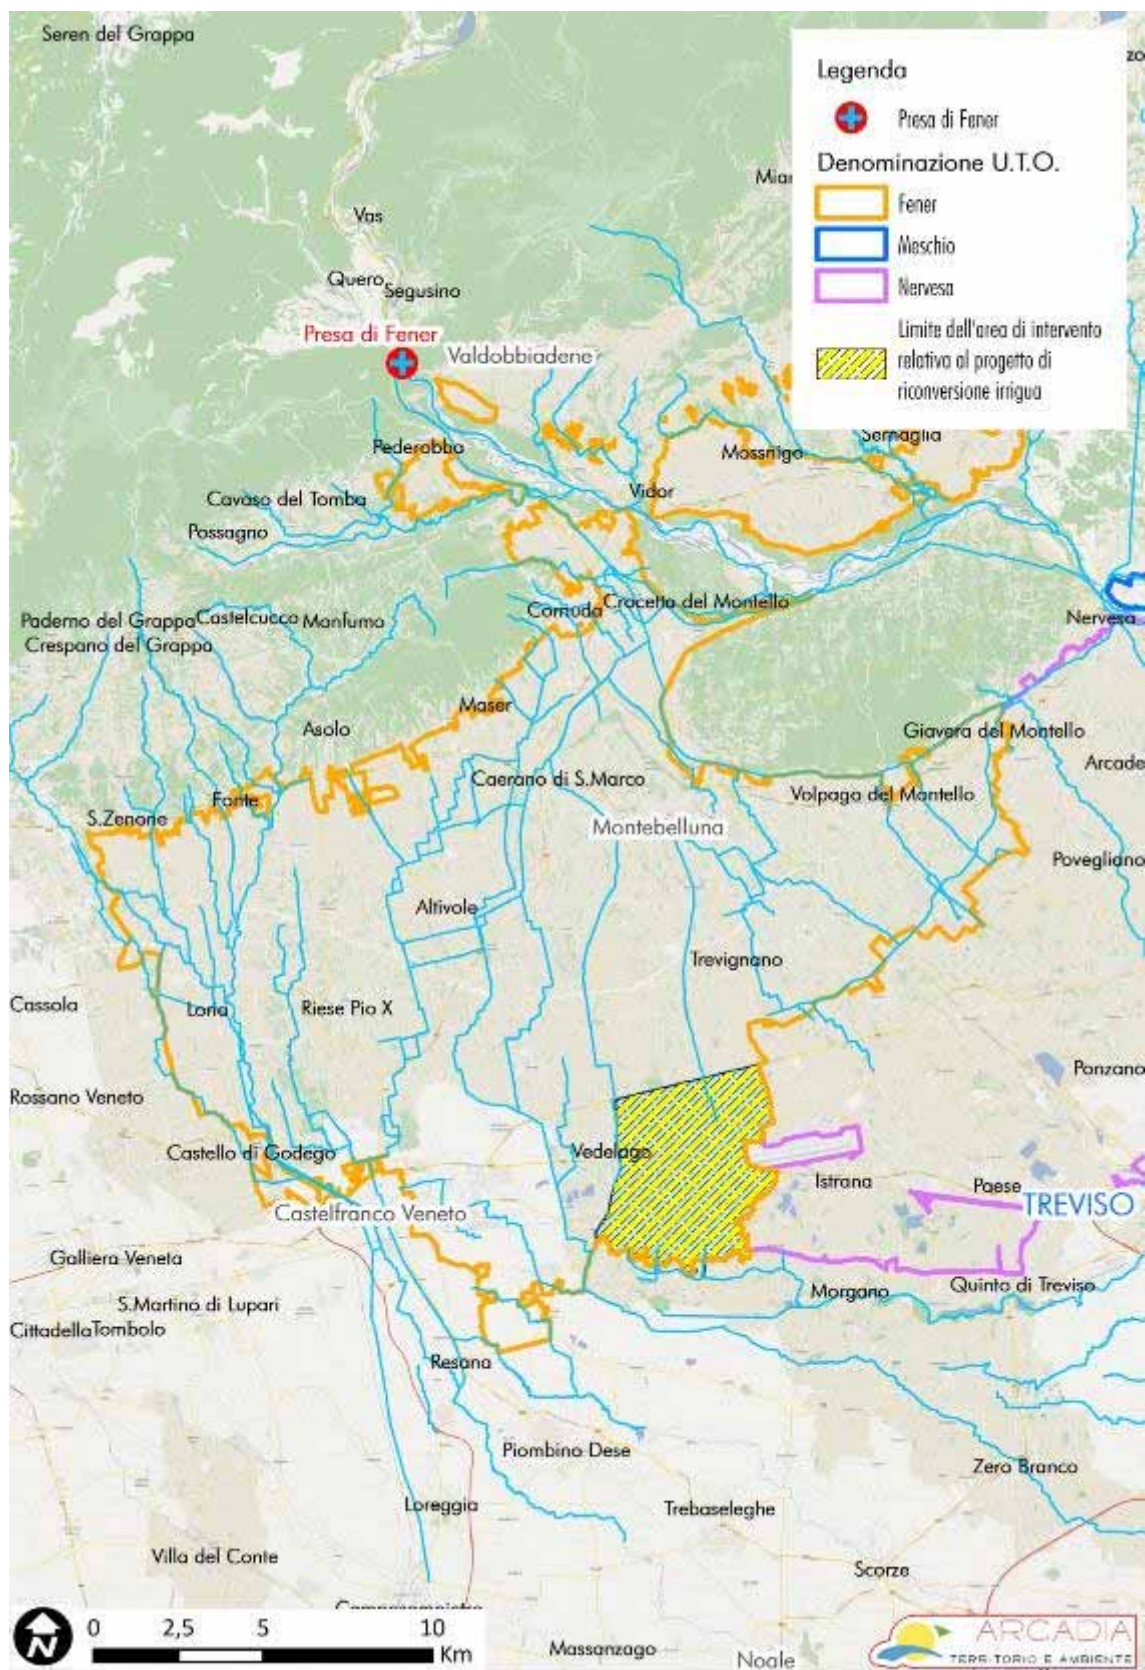 Seren del Grappa
zo
Legenda
Presa di Fener
Denominazione U.T.O.
Mia
Fener
Vas
Meschio
Quero
Segusino
Nervesa
Presa di Fener
Limite dell'area di intervento
Valdobbiadene
relativa al progetto di
riconversione irrigua
Pederobba
Sernaglia
Mosnigo
Cavaso del Tomba
Vidor
Possagno
Cornuda
Crocetta del Montello
Paderno del Grappa
Castelcucco
Monfumo
Nervesa
Crespano del Grappa
Maser
Asolo
Giavera del Montello
Arcade
Caerano di S.Marco
Fonte
Volpago del Montello
S.Zenone
Montebelluna
Povegliano
Altivole
Trevignano
Cassola
Loria
Riese Pio X
Ponzano
Rossano Veneto
Castello di Godego
Vedelago
Istrana
Paese
Castelfranco Veneto
TREVISO
Galliera Veneta
Morgano
Quinto di Treviso
S.Martino di Lupari
Cittadella
Tombolo
Resana
Piombino Dese
Zero Branco
Loreggia
Trebaseleghe
Villa del Conte
Scorze
0 2,5 5 10
Km
N
Massanzago
Noale
ARCADIA
TERRITORIO E AMBIENTE